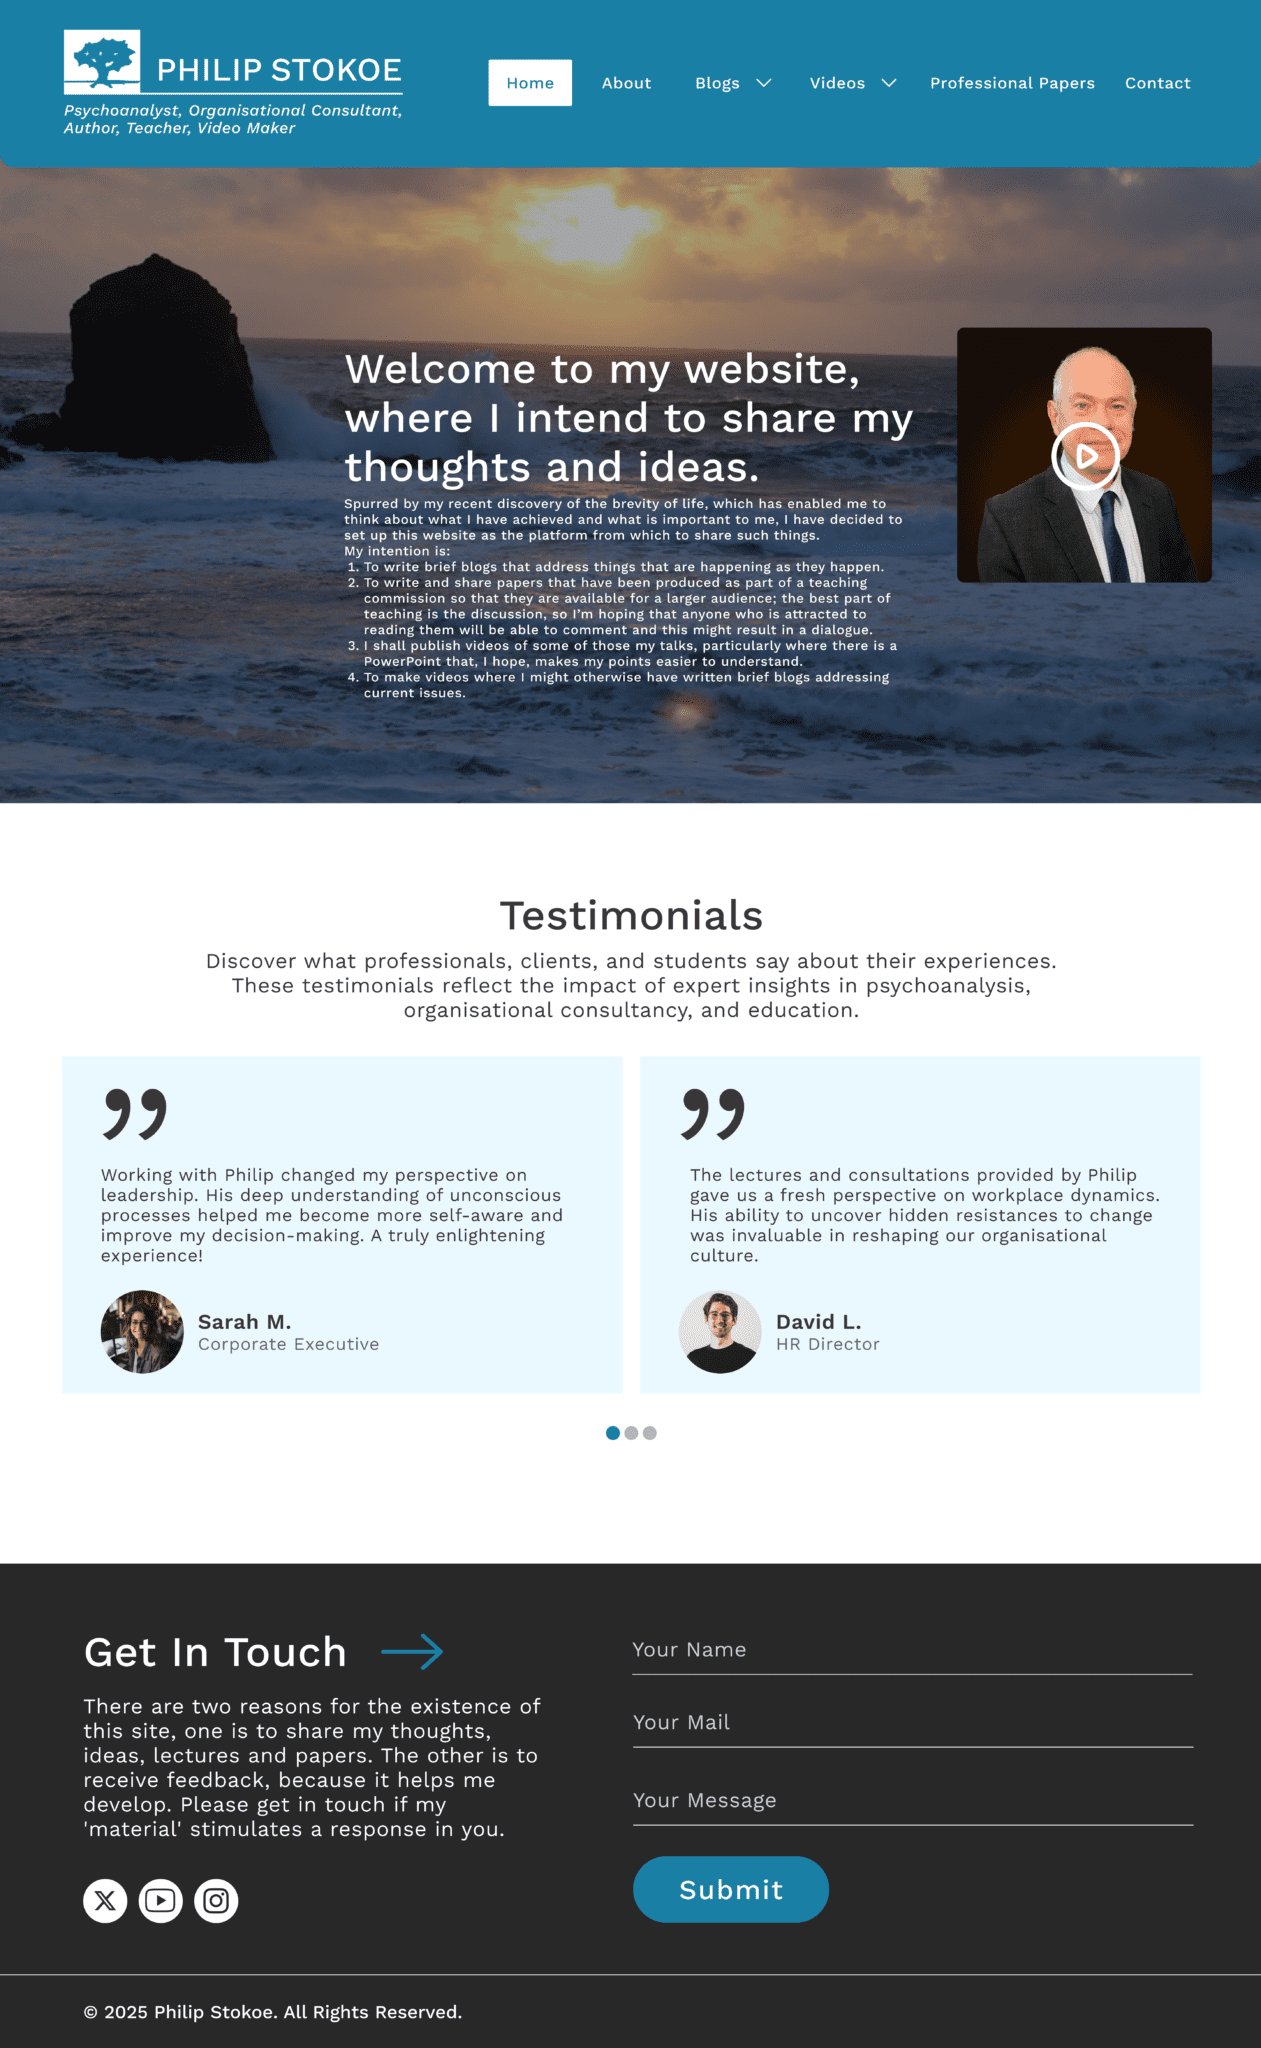 PHILIP STOKOE
Psychoanalyst, Organisational Consultant,
Author, Teacher, Video Maker
Home
About
Blogs
Videos
Professional Papers
Contact
Welcome to my website,
where I intend to share my
thoughts and ideas.
Spurred by my recent discovery of the brevity of life, which has enabled me to
think about what I have achieved and what is important to me, I have decided to
set up this website as the platform from which to share such things.
My intention is:
1. To write brief blogs that address things that are happening as they happen.
2. To write and share papers that have been produced as part of a teaching
commission so that they are available for a larger audience; the best part of
teaching is the discussion, so I'm hoping that anyone who is attracted to
reading them will be able to comment and this might result in a dialogue.
3. I shall publish videos of some of those my talks, particularly where there is a
PowerPoint that, I hope, makes my points easier to understand.
4. To make videos where I might otherwise have written brief blogs addressing
current issues.
Testimonials
Discover what professionals, clients, and students say about their experiences.
These testimonials reflect the impact of expert insights in psychoanalysis,
organisational consultancy, and education.
”
Working with Philip changed my perspective on
leadership. His deep understanding of unconscious
processes helped me become more self-aware and
improve my decision-making. A truly enlightening
experience!
Sarah M.
Corporate Executive
”
The lectures and consultations provided by Philip
gave us a fresh perspective on workplace dynamics.
His ability to uncover hidden resistances to change
was invaluable in reshaping our organisational
culture.
David L.
HR Director
Get In Touch
There are two reasons for the existence of
this site, one is to share my thoughts,
ideas, lectures and papers. The other is to
receive feedback, because it helps me
develop. Please get in touch if my
'material' stimulates a response in you.
Your Name
Your Mail
Your Message
Submit
© 2025 Philip Stokoe. All Rights Reserved.